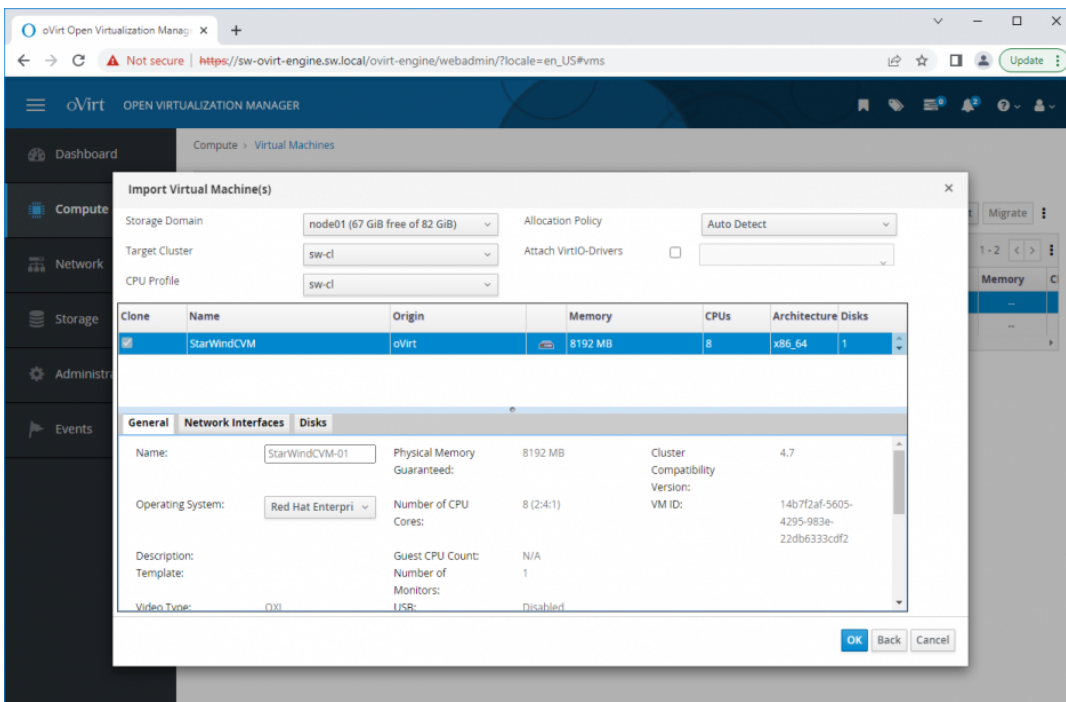 oVirt Open Virtualization Manag
Not secure | https://sw-ovirt-engine.sw.local/ovirt-engine/webadmin/?locale=en_US#vms
Update
oVirt OPEN VIRTUALIZATION MANAGER
0
2
Dashboard
Compute
Network
Storage
Administra
Events
Compute > Virtual Machines
Migrate
1 - 2
Memory
Import Virtual Machine(s)
Storage Domain node01 (67 GiB free of 82 GiB) Allocation Policy Auto Detect
Target Cluster sw-cl Attach VirtIO-Drivers
CPU Profile sw-cl
Clone Name Origin Memory CPUs Architecture Disks
StarWindCVM oVirt 8192 MB 8 x86_64 1
General Network Interfaces Disks
Name: StarWindCVM-01 Physical Memory Guaranteed: 8192 MB Cluster Compatibility Version: 4.7
Operating System: Red Hat Enterpri Number of CPU Cores: 8 (2:4:1) VM ID: 14b7f2af-5605-4295-983e-22db6333cdf2
Description: Guest CPU Count: N/A
Template: Number of Monitors: 1
Video Type: QXL USB: Disabled
OK Back Cancel